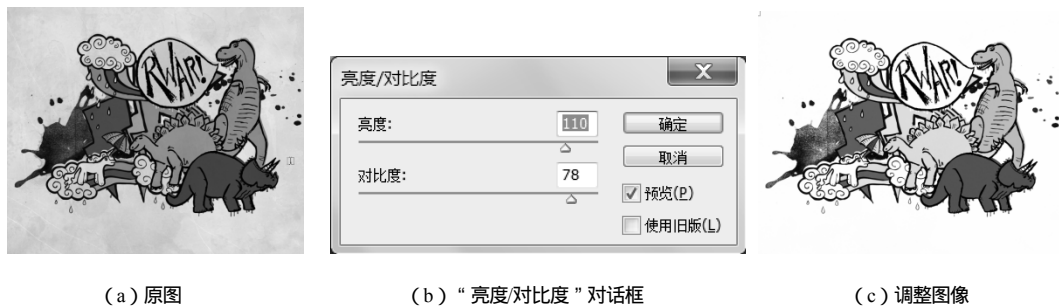 RWAR!
亮度/对比度
亮度: 110
确定
取消
对比度: 78
预览(P)
使用旧版(L)
RWAR!
(a)原图
(b)“亮度/对比度”对话框
(c)调整图像